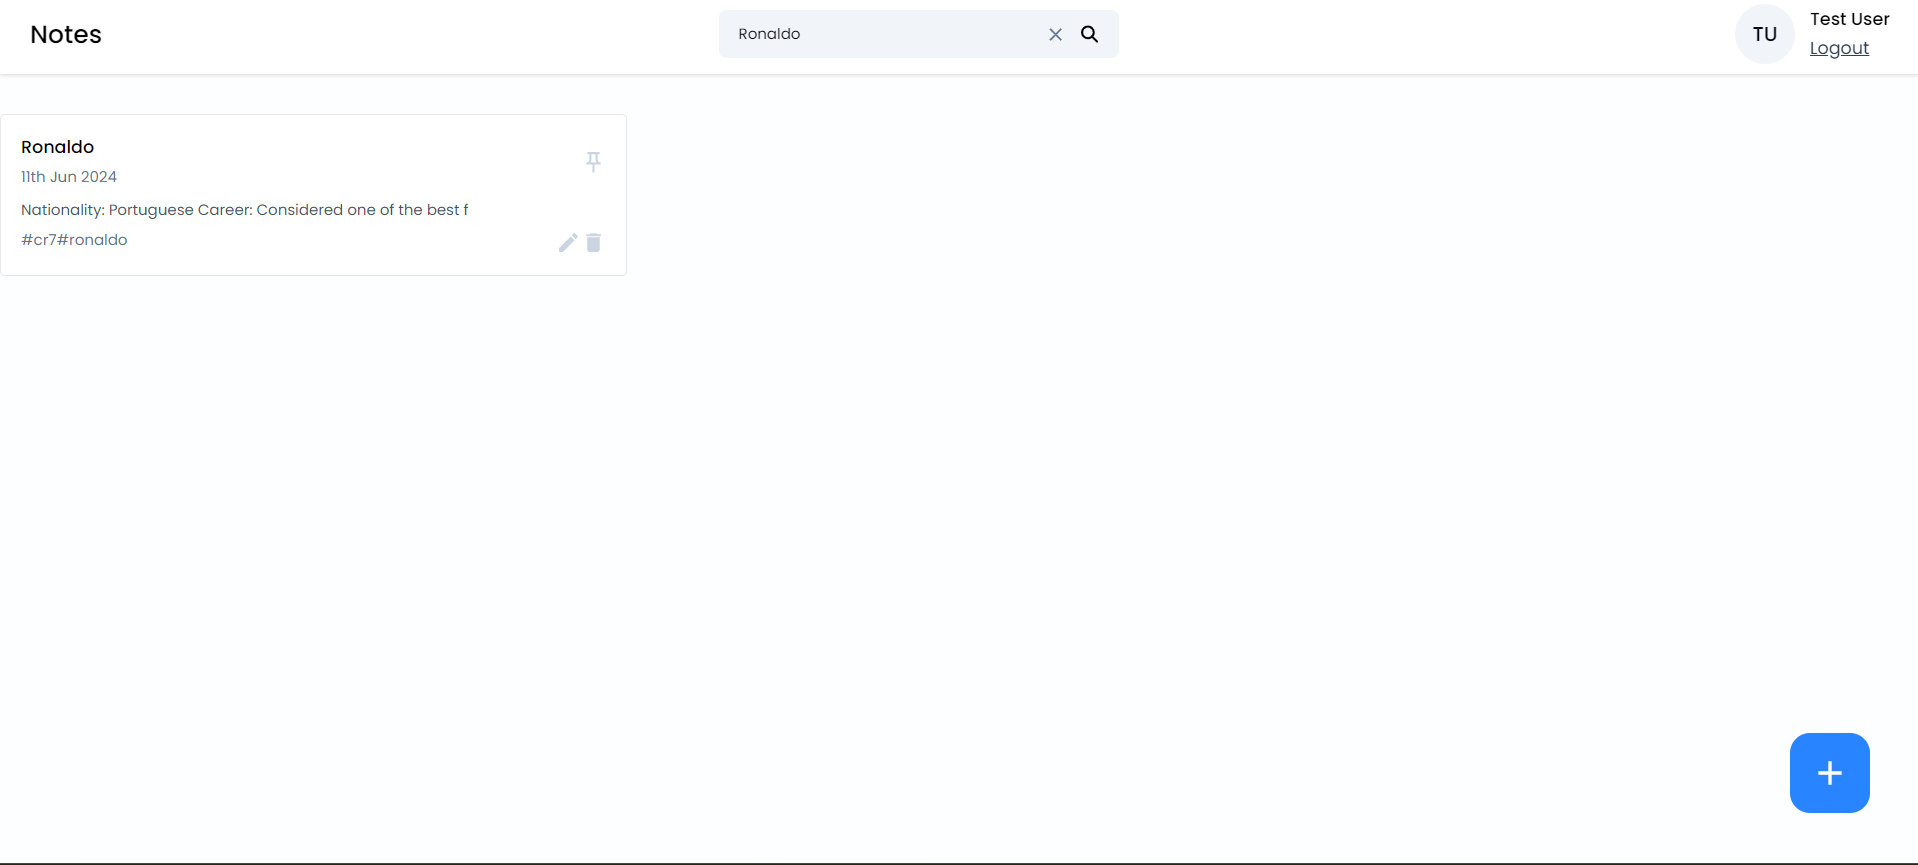 Notes
Ronaldo
TU
Test User
Logout
Ronaldo
11th Jun 2024
Nationality: Portuguese Career: Considered one of the best f
#cr7#ronaldo